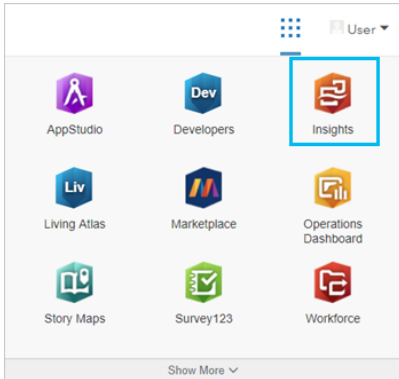 User
AppStudio
Dev
Developers
Insights
Liv
Living Atlas
Marketplace
Operations
Dashboard
Story Maps
Survey123
Workforce
Show More